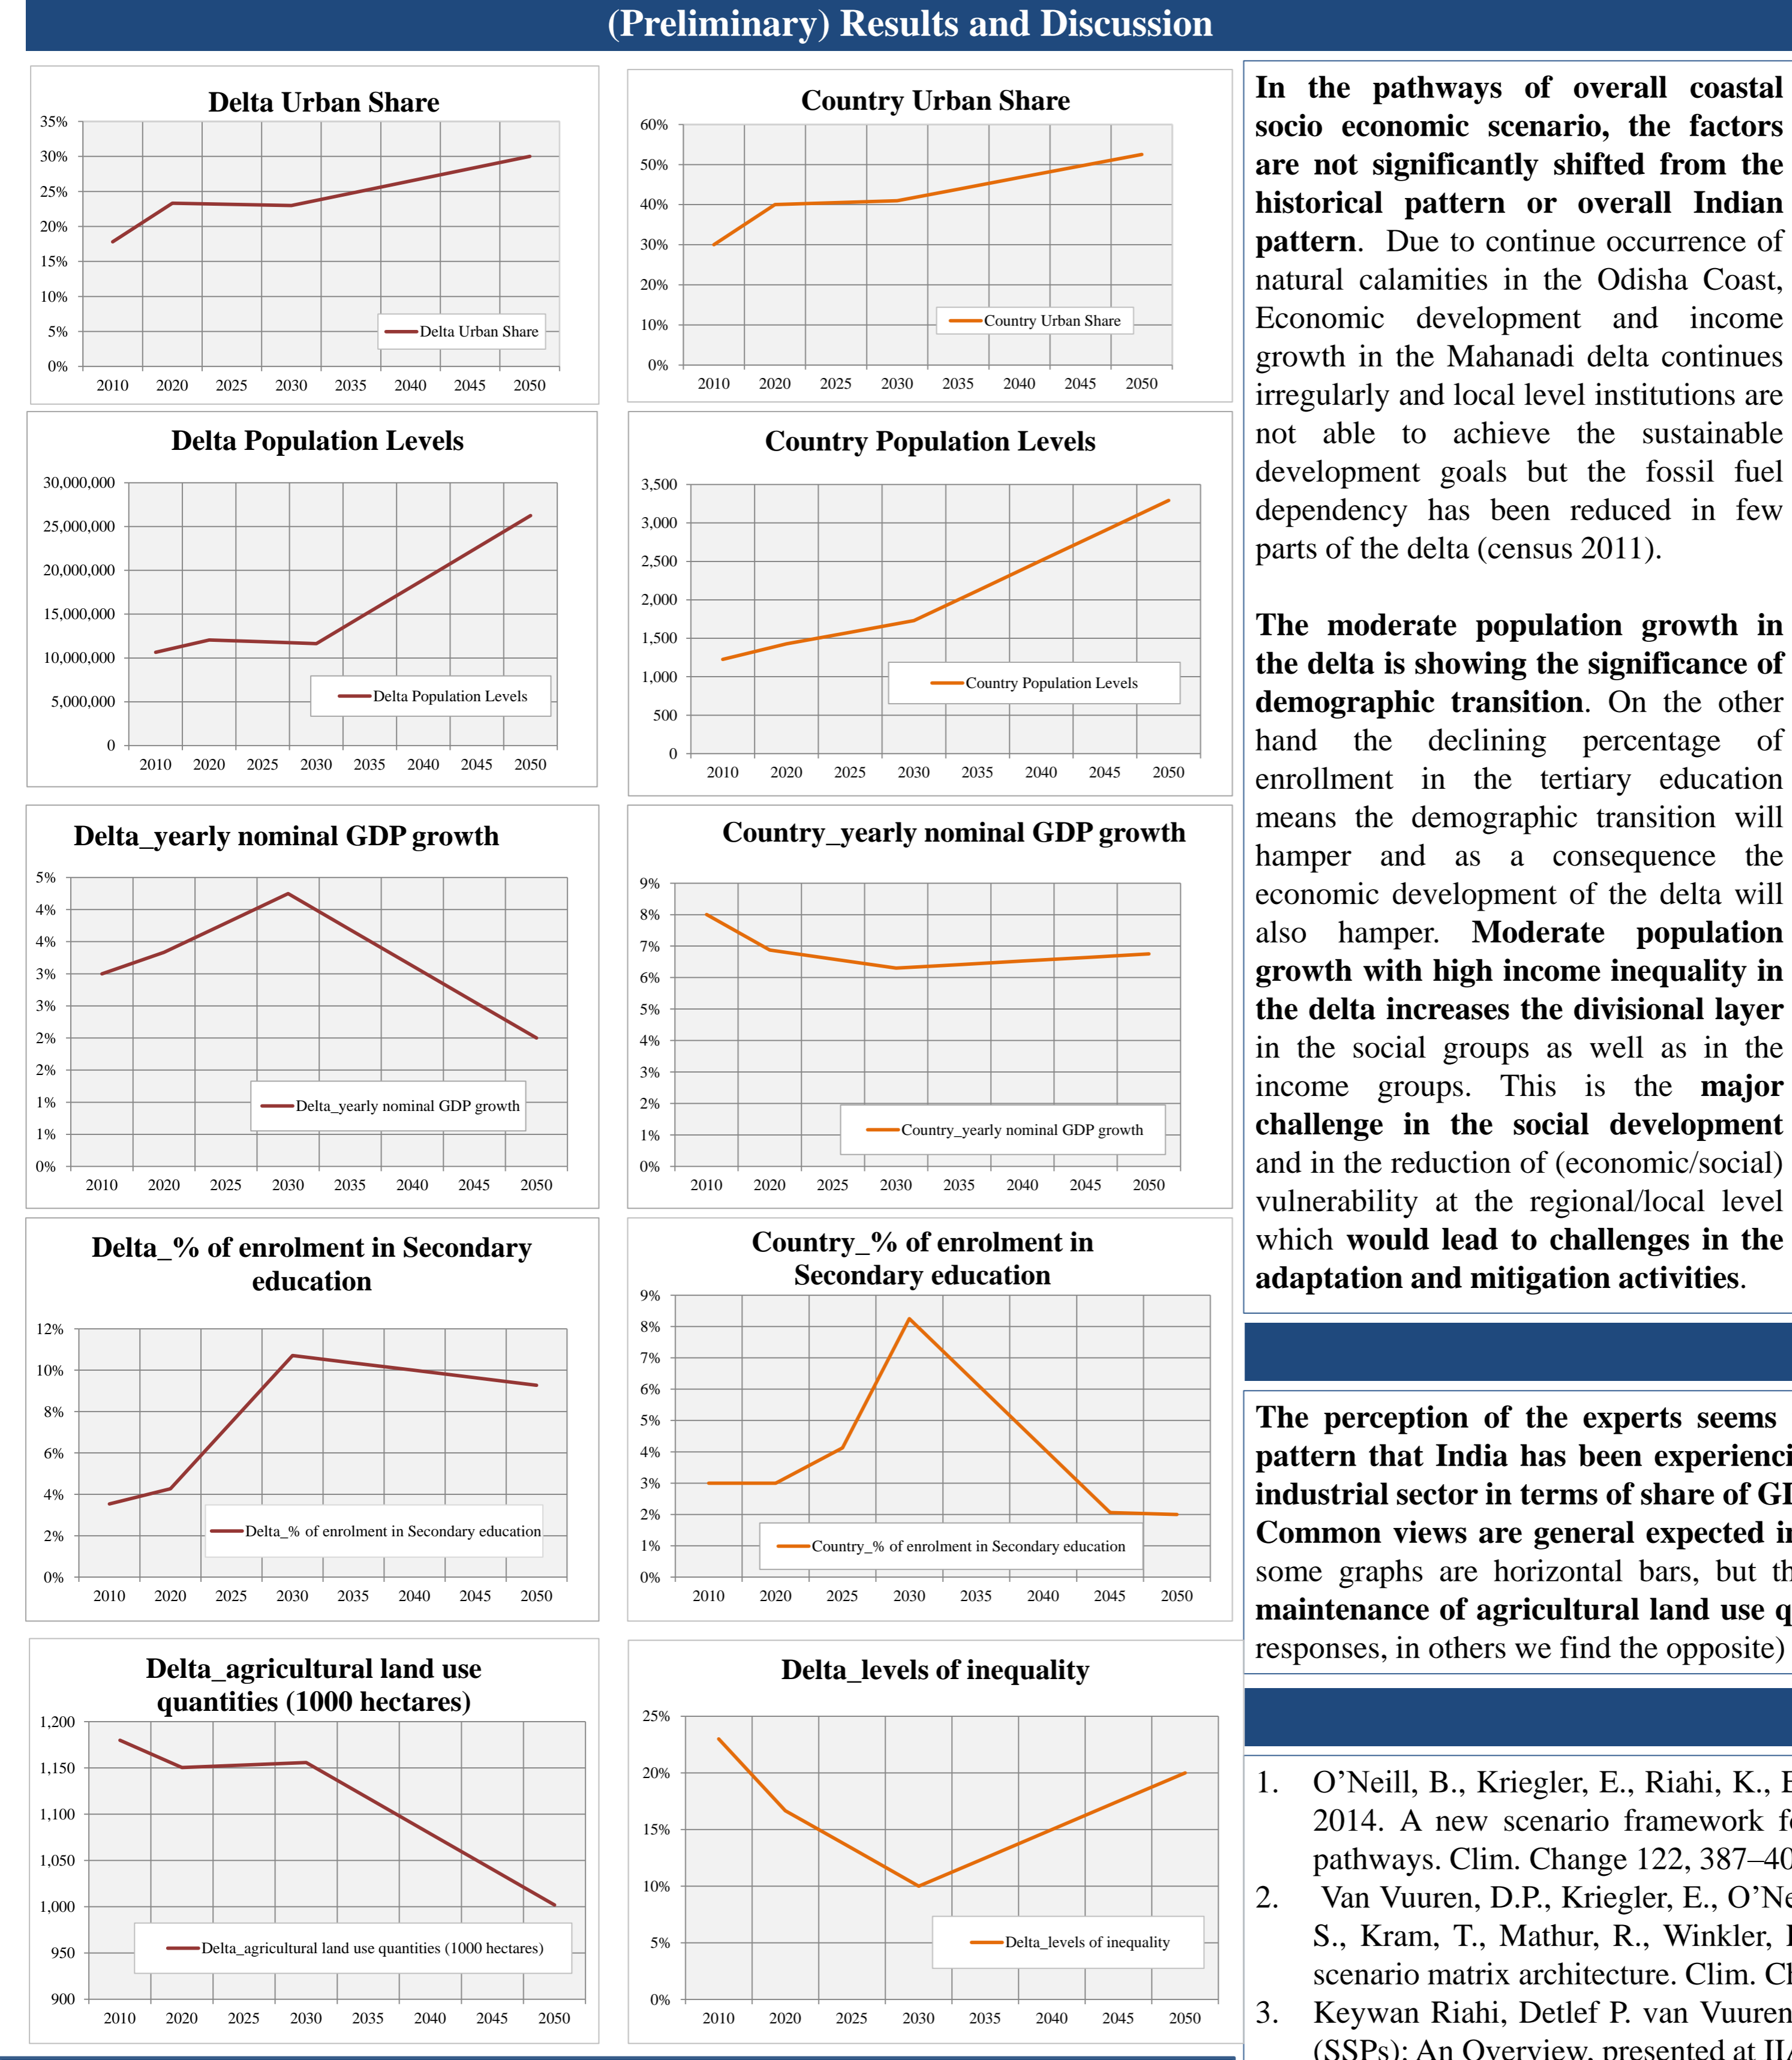 (Preliminary) Results and Discussion
Delta Urban Share
35%
30%
25%
20%
15%
10%
5%
0%
2010 2020 2025 2030 2035 2040 2045 2050
Delta Urban Share
Country Urban Share
60%
50%
40%
30%
20%
10%
0%
2010 2020 2025 2030 2035 2040 2045 2050
Country Urban Share
Delta Population Levels
30,000,000
25,000,000
20,000,000
15,000,000
10,000,000
5,000,000
0
2010 2020 2025 2030 2035 2040 2045 2050
Delta Population Levels
Country Population Levels
3,500
3,000
2,500
2,000
1,500
1,000
500
0
2010 2020 2025 2030 2035 2040 2045 2050
Country Population Levels
Delta_yearly nominal GDP growth
5%
4%
4%
3%
3%
2%
2%
1%
1%
0%
2010 2020 2025 2030 2035 2040 2045 2050
Delta_yearly nominal GDP growth
Country_yearly nominal GDP growth
9%
8%
7%
6%
5%
4%
3%
2%
1%
0%
2010 2020 2025 2030 2035 2040 2045 2050
Country_yearly nominal GDP growth
Delta_% of enrolment in Secondary
education
12%
10%
8%
6%
4%
2%
0%
2010 2020 2025 2030 2035 2040 2045 2050
Delta_% of enrolment in Secondary education
Country_% of enrolment in
Secondary education
9%
8%
7%
6%
5%
4%
3%
2%
1%
0%
2010 2020 2025 2030 2035 2040 2045 2050
Country_% of enrolment in Secondary education
Delta_agricultural land use
quantities (1000 hectares)
1,200
1,150
1,100
1,050
1,000
950
900
2010 2020 2025 2030 2035 2040 2045 2050
Delta_agricultural land use quantities (1000 hectares)
Delta_levels of inequality
25%
20%
15%
10%
5%
0%
2010 2020 2025 2030 2035 2040 2045 2050
Delta_levels of inequality
In the pathways of overall coastal
socio economic scenario, the factors
are not significantly shifted from the
historical pattern or overall Indian
pattern. Due to continue occurrence of
natural calamities in the Odisha Coast,
Economic development and income
growth in the Mahanadi delta continues
irregularly and local level institutions are
not able to achieve the sustainable
development goals but the fossil fuel
dependency has been reduced in few
parts of the delta (census 2011).
The moderate population growth in
the delta is showing the significance of
demographic transition. On the other
hand the declining percentage of
enrollment in the tertiary education
means the demographic transition will
hamper and as a consequence the
economic development of the delta will
also hamper. Moderate population
growth with high income inequality in
the delta increases the divisional layer
in the social groups as well as in the
income groups. This is the major
challenge in the social development
and in the reduction of (economic/social)
vulnerability at the regional/local level
which would lead to challenges in the
adaptation and mitigation activities.
The perception of the experts seems
pattern that India has been
industrial sector in terms of share of
Common views are general expected
some graphs are horizontal bars, but
maintenance of agricultural land use
responses, in others we find the opposite)
1. O’Neill, B., Kriegler, E., Riahi, K.,
2014. A new scenario framework
pathways. Clim. Change 122,
2. Van Vuuren, D.P., Kriegler, E.,
S., Kram, T., Mathur, R., Winkler,
scenario matrix architecture. Clim.
3. Keywan Riahi, Detlef P. van Vuuren
(SSPs): An Overview, presented at